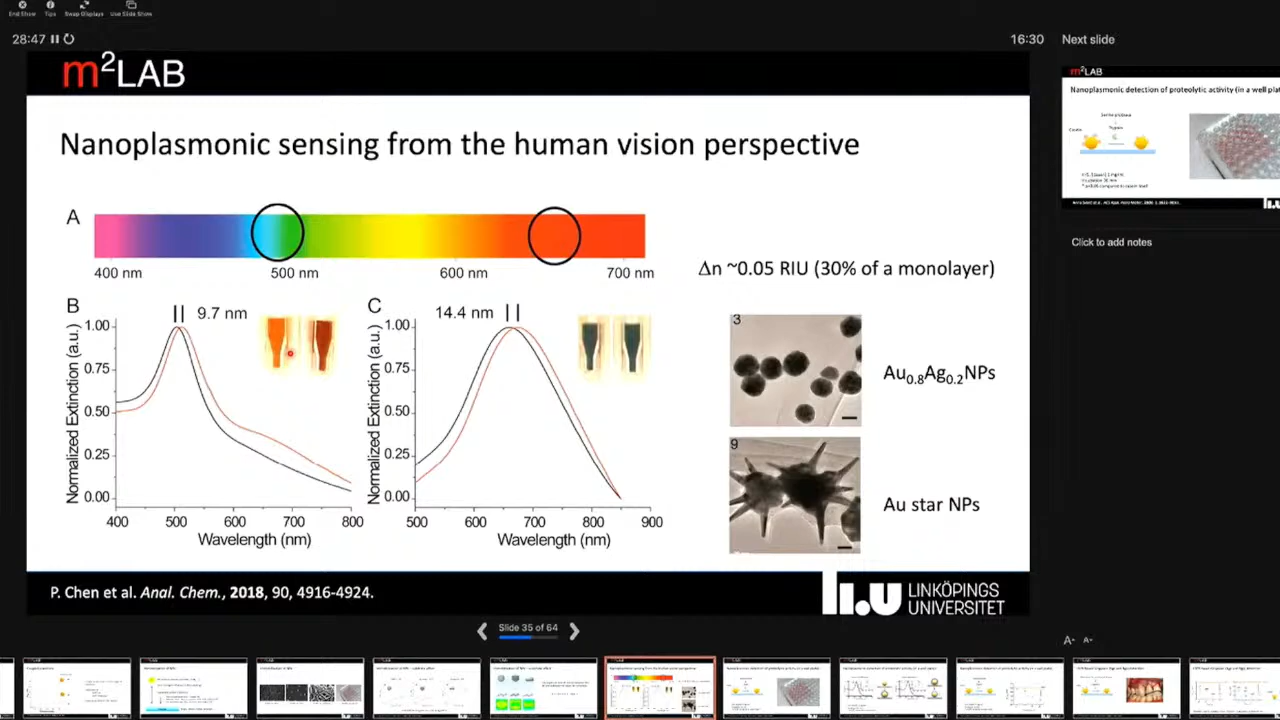 End Show
Tips
Swap Displays
Use Slide Show
28:47
16:30
Next slide
m²LAB
Nanoplasmonic sensing from the human vision perspective
A
400 nm
500 nm
600 nm
700 nm
Δn ~0.05 RIU (30% of a monolayer)
B
9.7 nm
Normalized Extinction (a.u.)
1.00
0.75
0.50
0.25
0.00
400
500
600
700
800
Wavelength (nm)
C
14.4 nm
Normalized Extinction (a.u.)
1.00
0.75
0.50
0.25
0.00
500
600
700
800
900
Wavelength (nm)
3
Au0.8Ag0.2NPs
9
Au star NPs
P. Chen et al. Anal. Chem., 2018, 90, 4916-4924.
li.u LINKÖPINGS
UNIVERSITET
m²LAB
Nanoplasmonic detection of proteolytic activity (in a well plat
Trypsin
Click to add notes
Slide 35 of 64
A
A